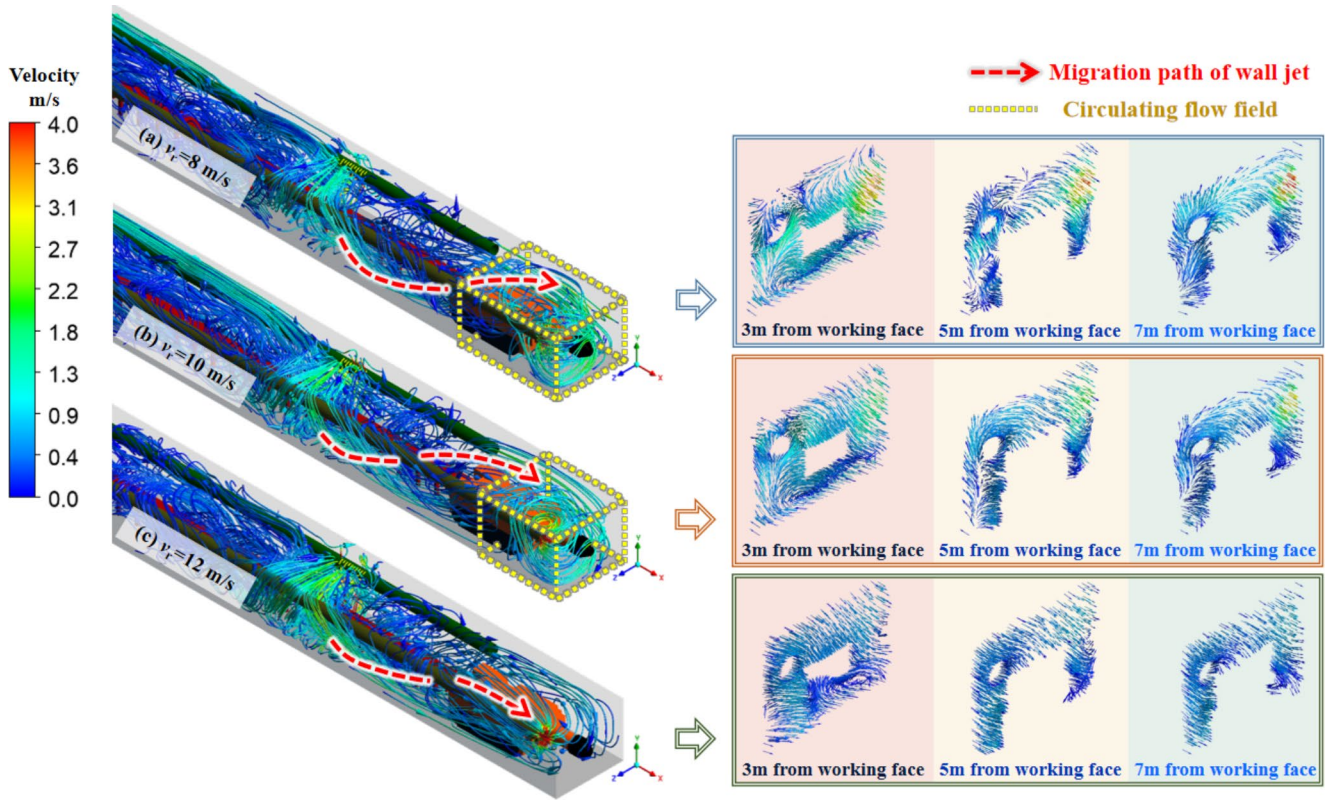 Velocity
m/s
4.0
3.6
3.1
2.7
2.2
1.8
1.3
0.9
0.4
0.0
(a) vr=8 m/s
(b) vr=10 m/s
(c) vr=12 m/s
Migration path of wall jet
Circulating flow field
3m from working face
5m from working face
7m from working face
3m from working face
5m from working face
7m from working face
3m from working face
5m from working face
7m from working face
Y
Z
X
Y
Z
X
Y
Z
X